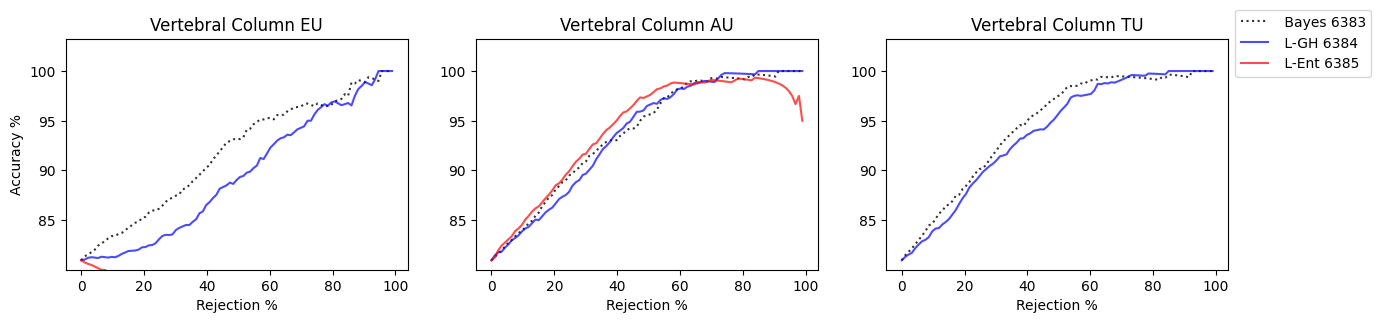 Vertebral Column EU
Vertebral Column AU
Vertebral Column TU
Bayes 6383
L-GH 6384
L-Ent 6385
Accuracy %
100
95
90
85
0 20 40 60 80 100
Rejection %
100
95
90
85
0 20 40 60 80 100
Rejection %
100
95
90
85
0 20 40 60 80 100
Rejection %